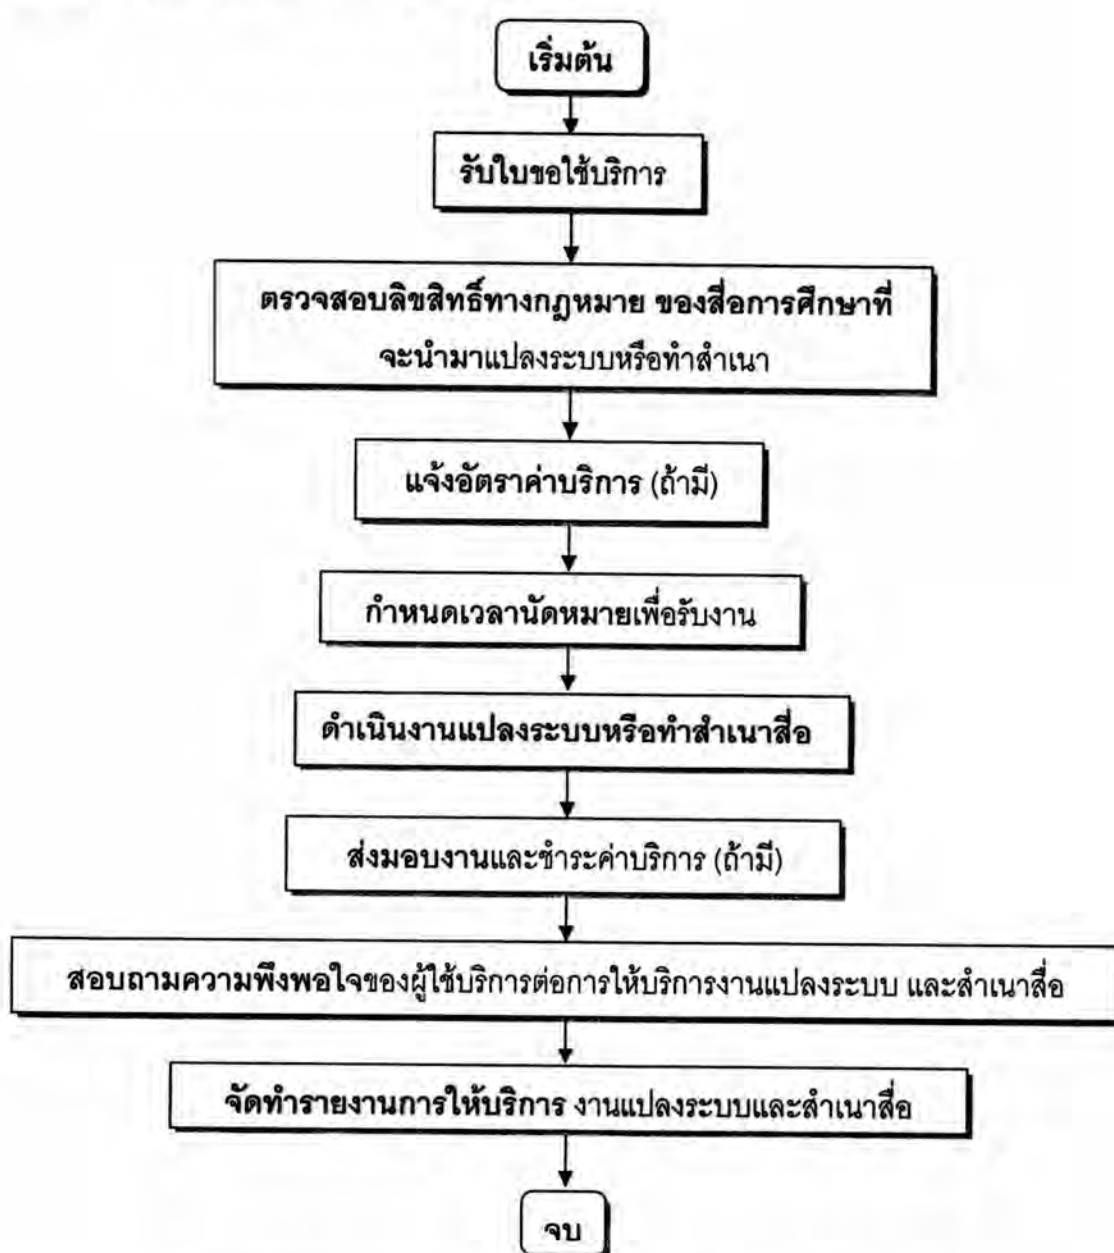 เริ่มต้น
รับใบขอใช้บริการ
ตรวจสอบลิขสิทธิ์ทางกฎหมาย ของสื่อการศึกษาที่
จะนำมาแปลงระบบหรือทำสำเนา
แจ้งอัตราค่าบริการ (ถ้ามี)
กำหนดเวลานัดหมายเพื่อรับงาน
ดำเนินงานแปลงระบบหรือทำสำเนาสื่อ
ส่งมอบงานและชำระค่าบริการ (ถ้ามี)
สอบถามความพึงพอใจของผู้ใช้บริการต่อการให้บริการงานแปลงระบบ และสำเนาสื่อ
จัดทำรายงานการให้บริการ งานแปลงระบบและสำเนาสื่อ
จบ